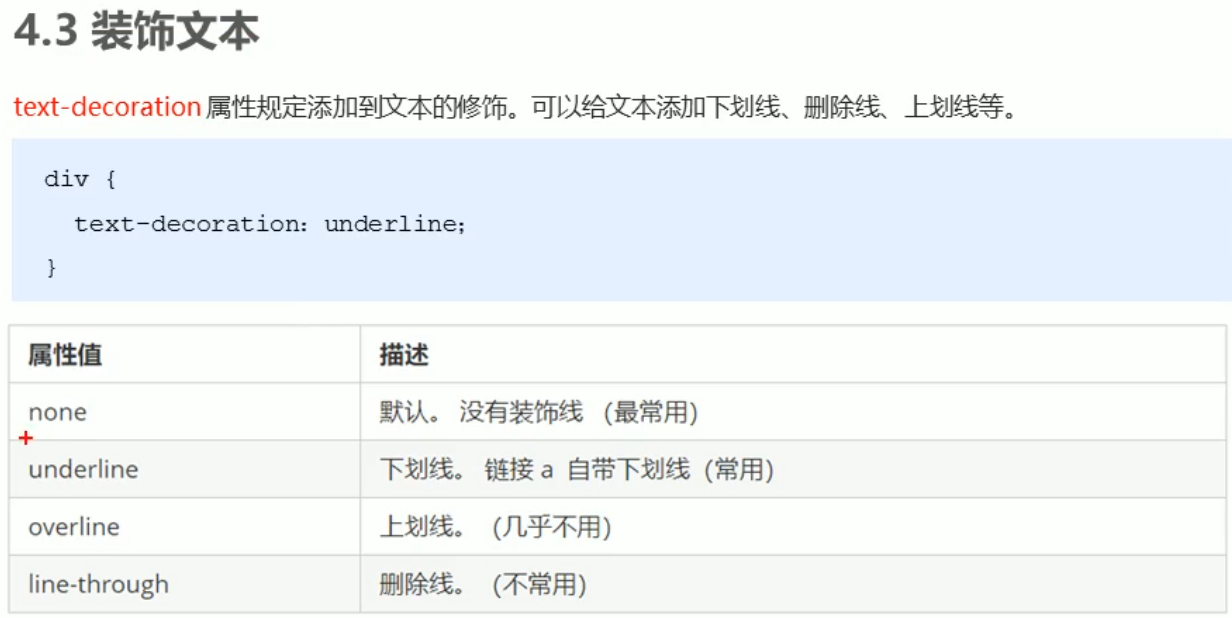 4.3 装饰文本
text-decoration 属性规定添加到文本的修饰。可以给文本添加下划线、删除线、上划线等。
div {
text-decoration：underline；
}
属性值 描述
none 默认。 没有装饰线 （最常用）
underline 下划线。 链接 a 自带下划线（常用）
overline 上划线。 （几乎不用）
line-through 删除线。 （不常用）